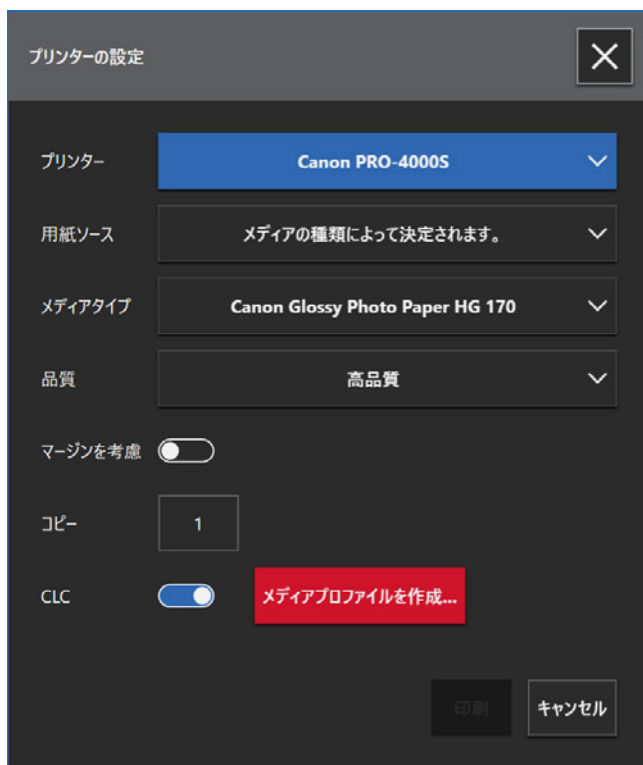 プリンターの設定
プリンター Canon PRO-4000S
用紙ソース メディアの種類によって決定されます。
メディアタイプ Canon Glossy Photo Paper HG 170
品質 高品質
マージンを考慮
コピー 1
CLC メディアプロファイルを作成...
印刷 キャンセル